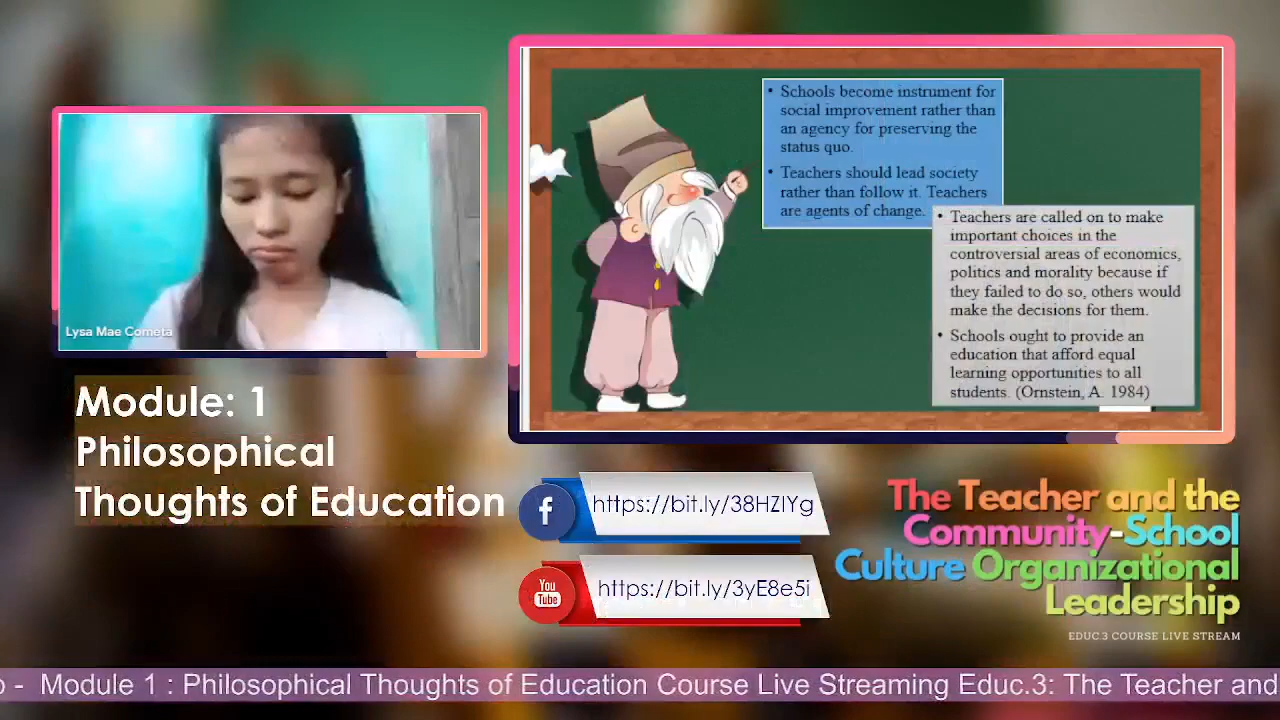 Lysa Mae Cometa
Module: 1
Philosophical
Thoughts of Education
• Schools become instrument for
social improvement rather than
an agency for preserving the
status quo.
• Teachers should lead society
rather than follow it. Teachers
are agents of change.
• Teachers are called on to make
important choices in the
controversial areas of economics,
politics and morality because if
they failed to do so, others would
make the decisions for them.
• Schools ought to provide an
education that afford equal
learning opportunities to all
students. (Ornstein, A. 1984)
f
https://bit.ly/38HZIYg
You
Tube
https://bit.ly/3yE8e5i
The Teacher and the
Community-School
Culture Organizational
Leadership
EDUC.3 COURSE LIVE STREAM
o - Module 1 : Philosophical Thoughts of Education Course Live Streaming Educ.3: The Teacher and